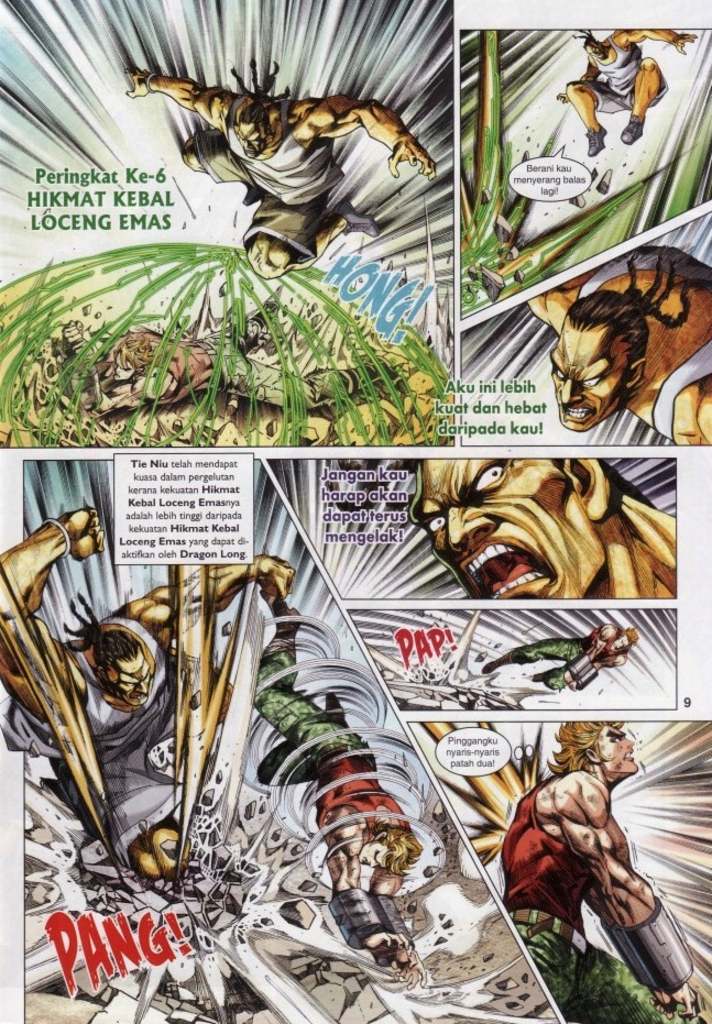 Peringkat Ke-6
HIKMAT KEBAL
LOCENG EMAS
HONG!
Berani kau
menyerang balas
lagi!
Aku ini lebih
kuat dan hebat
daripada kau!
Tie Niu telah mendapat
kuasa dalam pergelutan
kerana kekuatan Hikmat
Kebal Loceng Emasnya
adalah lebih tinggi daripada
kekuatan Hikmat Kebal
Loceng Emas yang dapat di-
aktifkan oleh Dragon Long.
Jangan kau
harap akan
dapat terus
mengelak!
PAP!
9
Pinggangku
nyaris-nyaris
patah dua!
PANG!